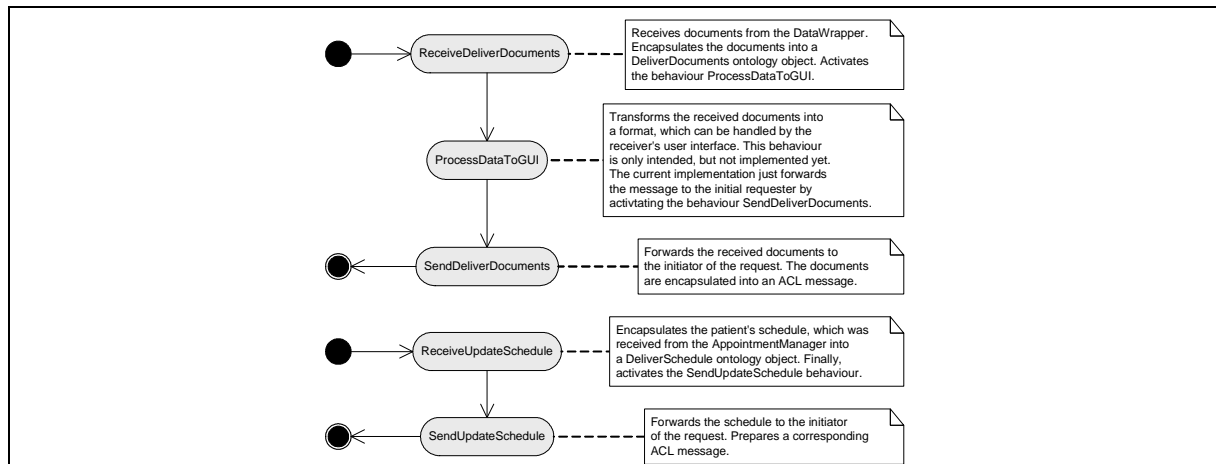 ReceiveDeliverDocuments
Receives documents from the DataWrapper.
Encapsulates the documents into a
DeliverDocuments ontology object. Activates
the behaviour ProcessDataToGUI.
ProcessDataToGUI
Transforms the received documents into
a format, which can be handled by the
receiver's user interface. This behaviour
is only intended, but not implemented yet.
The current implementation just forwards
the message to the initial requester by
activtating the behaviour SendDeliverDocuments.
SendDeliverDocuments
Forwards the received documents to
the initiator of the request. The documents
are encapsulated into an ACL message.
ReceiveUpdateSchedule
Encapsulates the patient's schedule, which was
received from the AppointmentManager into
a DeliverSchedule ontology object. Finally,
activates the SendUpdateSchedule behaviour.
SendUpdateSchedule
Forwards the schedule to the initiator
of the request. Prepares a corresponding
ACL message.